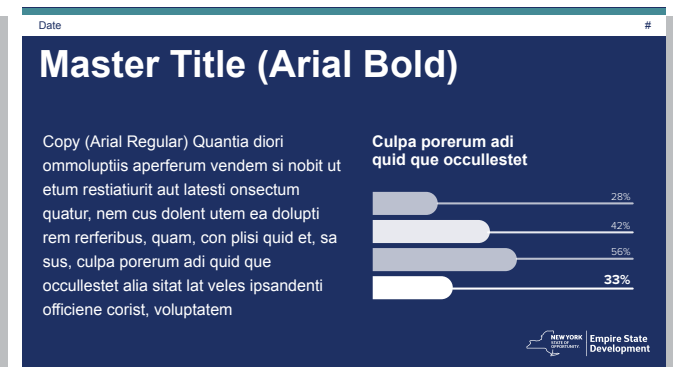 Date
#
Master Title (Arial Bold)
Copy (Arial Regular) Quantia diori
ommoluptiis aperferum vendem si nobit ut
etum restiatiurit aut latesti onsectum
quatur, nem cus dolent utem ea dolupti
rem rerferibus, quam, con plisi quid et, sa
sus, culpa porerum adi quid que
occullestet alia sitat lat veles ipsandenti
officiene corist, voluptatem
Culpa porerum adi
quid que occullestet
28%
42%
56%
33%
NEW YORK
STATE OF
OPPORTUNITY.
Empire State
Development